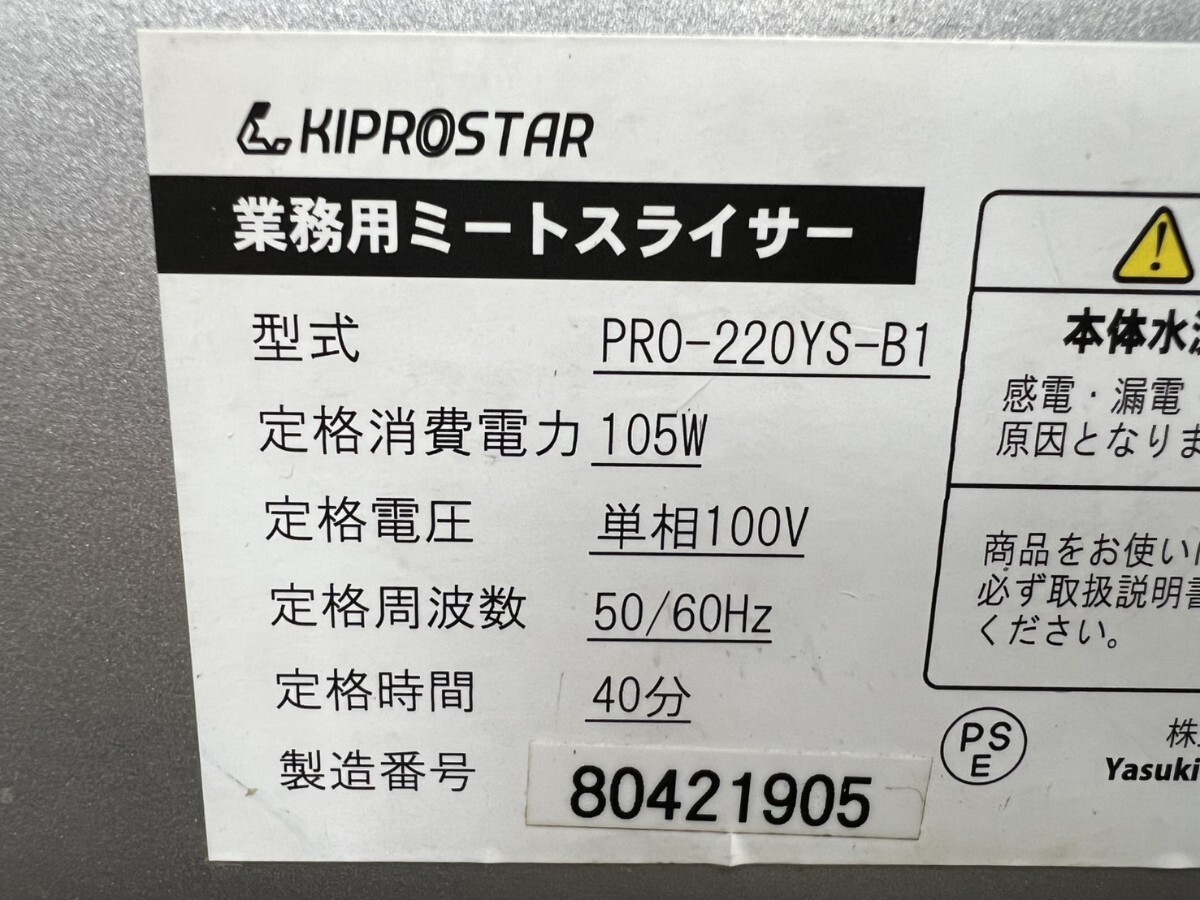 KIPROSTAR
業務用ミートスライサー
型式 PRO-220YS-B1
定格消費電力 105W
定格電圧 単相100V
定格周波数 50/60Hz
定格時間 40分
製造番号 80421905
本体水
感電・漏電
原因となりま
商品をお使いに
必ず取扱説明書
ください。
PS
E
株
Yasuki